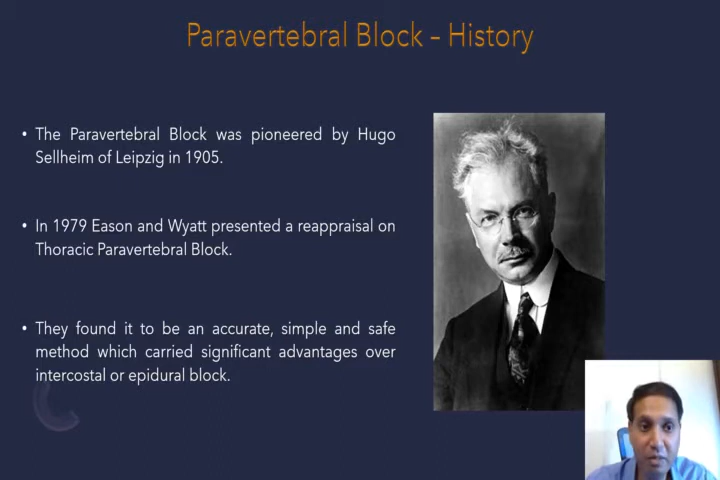 Paravertebral Block – History
• The Paravertebral Block was pioneered by Hugo
Sellheim of Leipzig in 1905.
• In 1979 Eason and Wyatt presented a reappraisal on
Thoracic Paravertebral Block.
• They found it to be an accurate, simple and safe
method which carried significant advantages over
intercostal or epidural block.